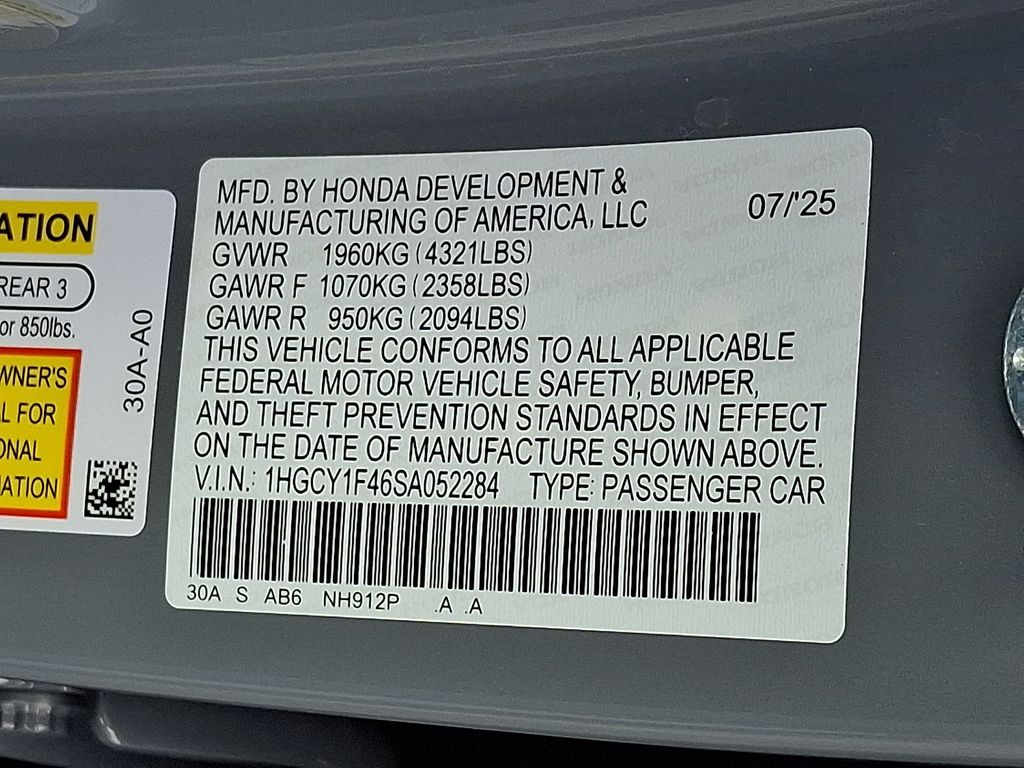 ATION
REAR 3
or 850lbs.
WNER'S
L FOR
ONAL
MATION
30A-A0
MFD. BY HONDA DEVELOPMENT &
MANUFACTURING OF AMERICA, LLC 07/'25
GVWR 1960KG (4321LBS)
GAWR F 1070KG (2358LBS)
GAWR R 950KG (2094LBS)
THIS VEHICLE CONFORMS TO ALL APPLICABLE
FEDERAL MOTOR VEHICLE SAFETY, BUMPER,
AND THEFT PREVENTION STANDARDS IN EFFECT
ON THE DATE OF MANUFACTURE SHOWN ABOVE.
V.I.N.: 1HGCY1F46SA052284 TYPE: PASSENGER CAR
30A S AB6 NH912P .A .A